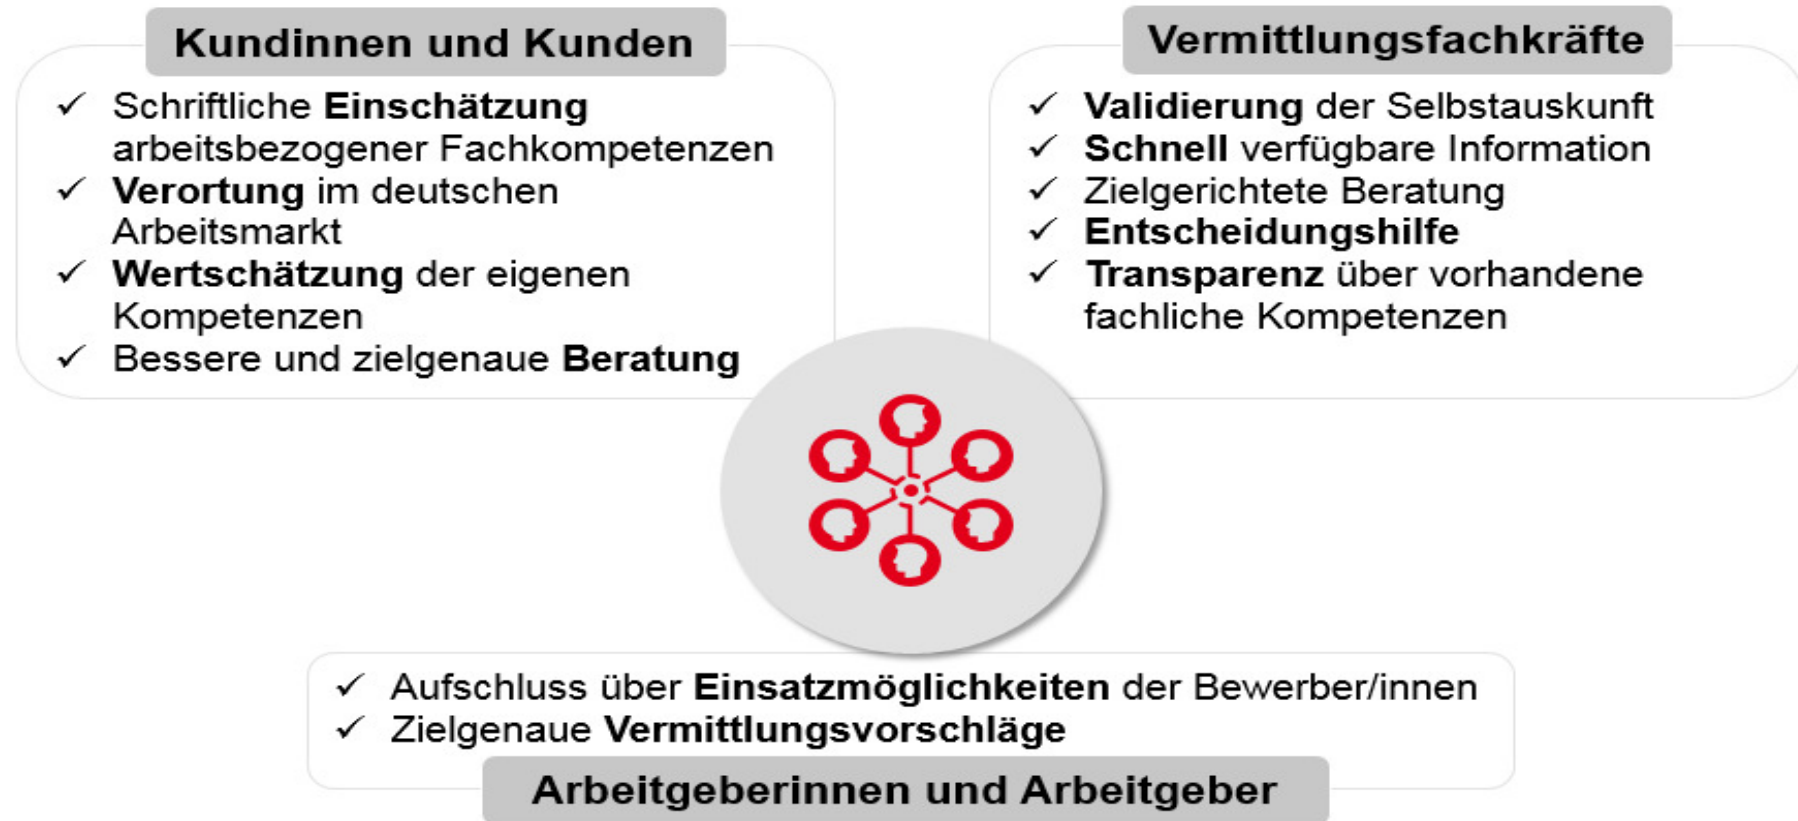 Kundinnen und Kunden
✓ Schriftliche Einschätzung
arbeitsbezogener Fachkompetenzen
✓ Verortung im deutschen
Arbeitsmarkt
✓ Wertschätzung der eigenen
Kompetenzen
✓ Bessere und zielgenaue Beratung
Vermittlungsfachkräfte
✓ Validierung der Selbstauskunft
✓ Schnell verfügbare Information
✓ Zielgerichtete Beratung
✓ Entscheidungshilfe
✓ Transparenz über vorhandene
fachliche Kompetenzen
✓ Aufschluss über Einsatzmöglichkeiten der Bewerber/innen
✓ Zielgenaue Vermittlungsvorschläge
Arbeitgeberinnen und Arbeitgeber